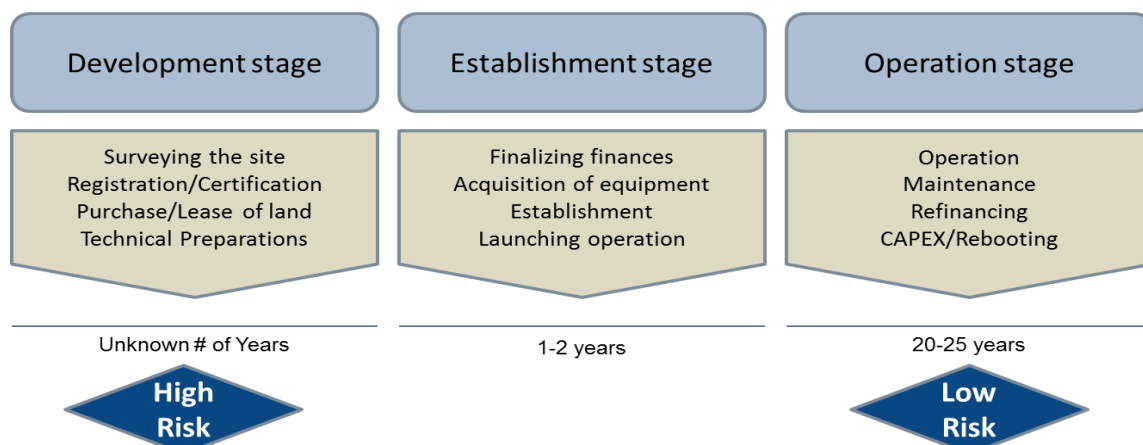 Development stage
Establishment stage
Operation stage
Surveying the site
Registration/Certification
Purchase/Lease of land
Technical Preparations
Finalizing finances
Acquisition of equipment
Establishment
Launching operation
Operation
Maintenance
Refinancing
CAPEX/Rebooting
Unknown # of Years
1-2 years
20-25 years
High
Risk
Low
Risk